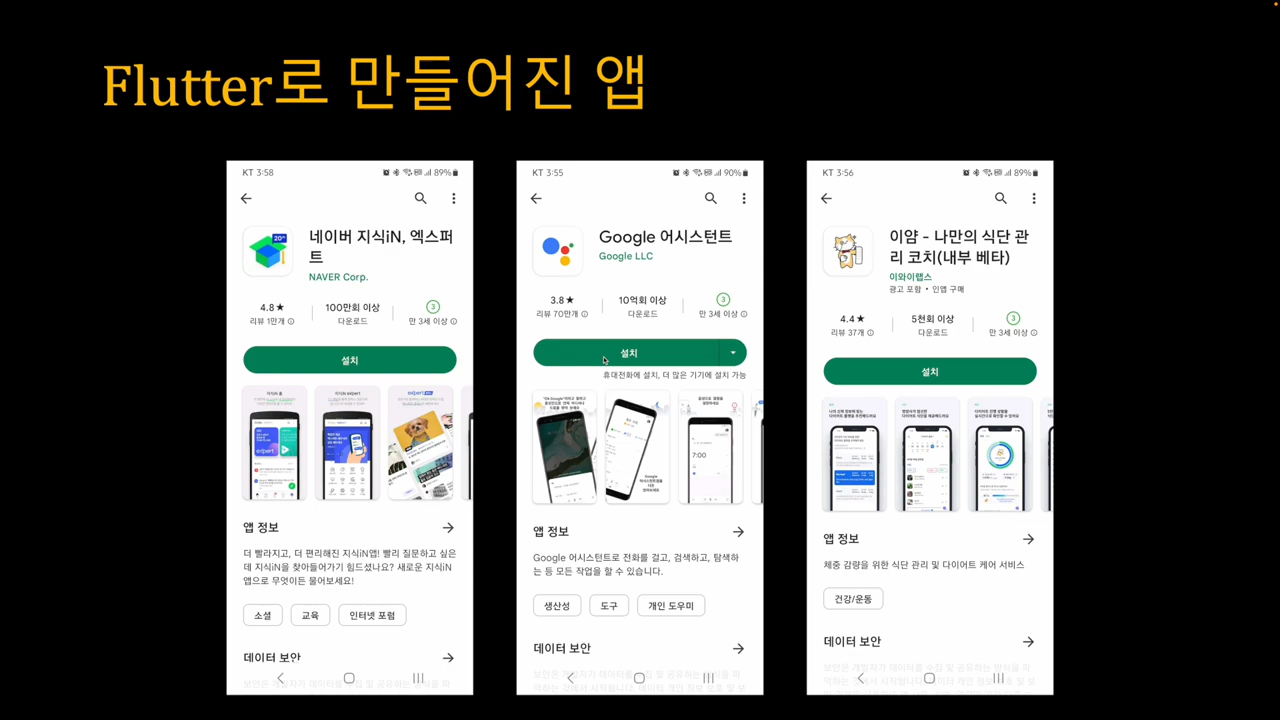 Flutter로 만들어진 앱
KT 3:58
89%
네이버 지식iN, 엑스퍼
트
NAVER Corp.
4.8★
리뷰 1만개
100만회 이상
다운로드
3
만 3세 이상
설치
앱 정보
더 빨라지고, 더 편리해진 지식iN앱! 빨리 질문하고 싶은
데 지식iN을 찾아들어가기 힘드셨나요? 새로운 지식iN
앱으로 무엇이든 물어보세요!
소셜
교육
인터넷 포럼
데이터 보안
KT 3:55
90%
Google 어시스턴트
Google LLC
3.8★
리뷰 70만개
10억회 이상
다운로드
3
만 3세 이상
설치
휴대전화에 설치, 더 많은 기기에 설치 가능
7:00
앱 정보
Google 어시스턴트로 전화를 걸고, 검색하고, 탐색하
는 등 모든 작업을 할 수 있습니다.
생산성
도구
개인 도우미
데이터 보안
KT 3:56
89%
이얌 - 나만의 식단 관
리 코치(내부 베타)
이와이랩스
광고 포함 • 인앱 구매
4.4★
리뷰 37개
5천회 이상
다운로드
3
만 3세 이상
설치
앱 정보
체중 감량을 위한 식단 관리 및 다이어트 케어 서비스
건강/운동
데이터 보안